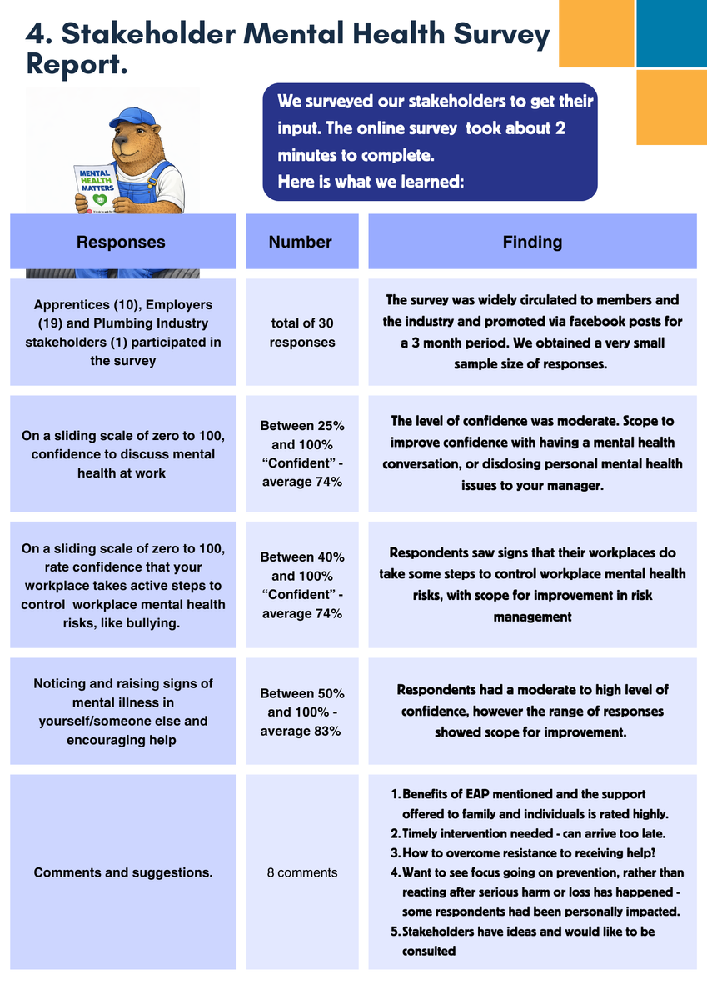 4. Stakeholder Mental Health Survey
Report.
We surveyed our stakeholders to get their
input. The online survey  took about 2
minutes to complete.
Here is what we learned:
MENTAL
HEALTH
MATTERS
Responses
Number
Finding
Apprentices (10), Employers
(19) and Plumbing Industry
stakeholders (1) participated in
the survey
total of 30
responses
The survey was widely circulated to members and
the industry and promoted via facebook posts for
a 3 month period. We obtained a very small
sample size of responses.
On a sliding scale of zero to 100,
confidence to discuss mental
health at work
Between 25%
and 100%
“Confident” -
average 74%
The level of confidence was moderate. Scope to
improve confidence with having a mental health
conversation, or disclosing personal mental health
issues to your manager.
On a sliding scale of zero to 100,
rate confidence that your
workplace takes active steps to
control  workplace mental health
risks, like bullying.
Between 40%
and 100%
“Confident” -
average 74%
Respondents saw signs that their workplaces do
take some steps to control workplace mental health
risks, with scope for improvement in risk
management
Noticing and raising signs of
mental illness in
yourself/someone else and
encouraging help
Between 50%
and 100% -
average 83%
Respondents had a moderate to high level of
confidence, however the range of responses
showed scope for improvement.
Comments and suggestions.
8 comments
1. Benefits of EAP mentioned and the support
offered to family and individuals is rated highly.
2. Timely intervention needed - can arrive too late.
3. How to overcome resistance to receiving help?
4. Want to see focus going on prevention, rather than
reacting after serious harm or loss has happened -
some respondents had been personally impacted.
5. Stakeholders have ideas and would like to be
consulted